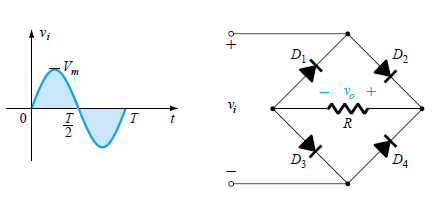 v_i
V_m
0
T/2
T
t
+
v_i
−
D_1
D_2
− v_o +
R
D_3
D_4